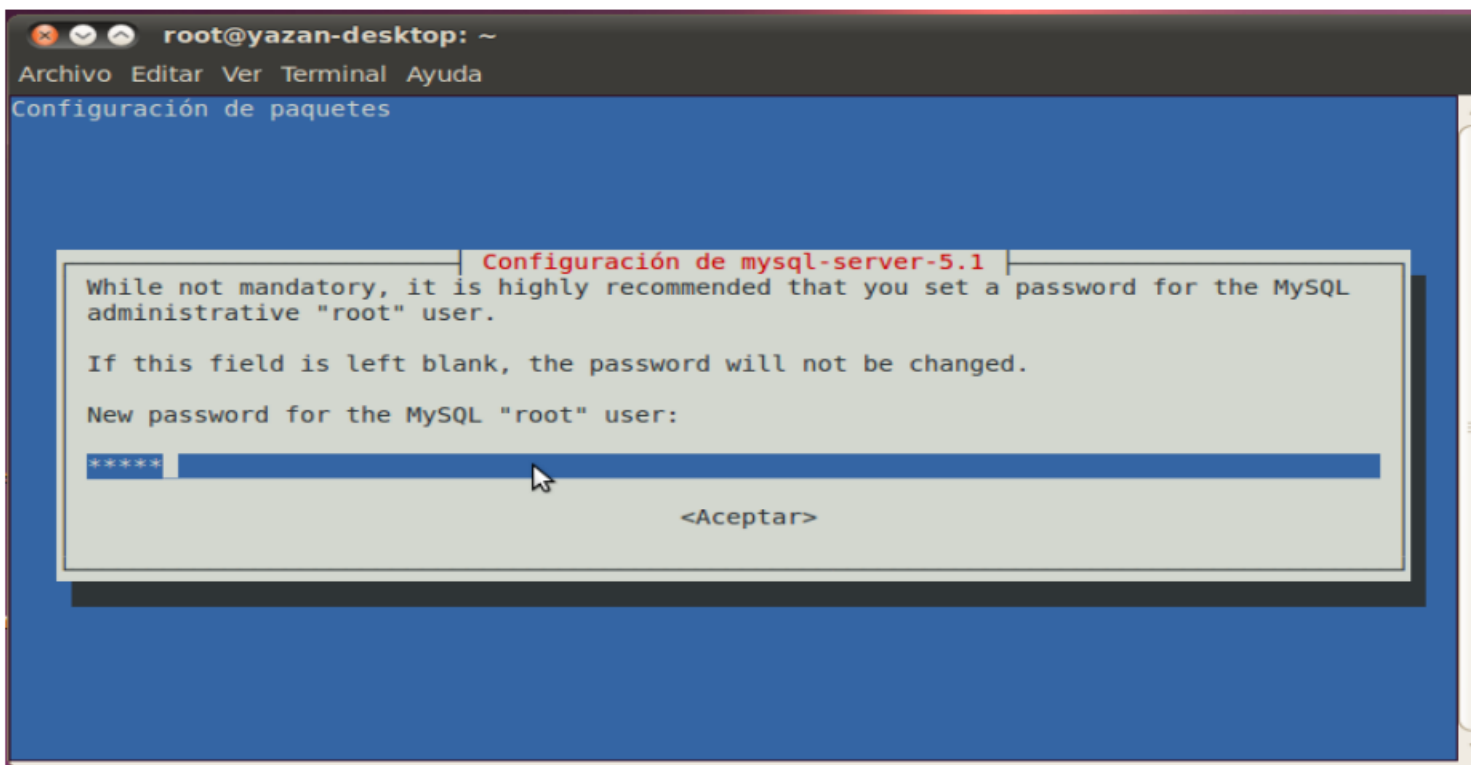 root@yazan-desktop: ~
Archivo Editar Ver Terminal Ayuda
Configuración de paquetes
Configuración de mysql-server-5.1
While not mandatory, it is highly recommended that you set a password for the MySQL
administrative "root" user.
If this field is left blank, the password will not be changed.
New password for the MySQL "root" user:
*****
<Aceptar>